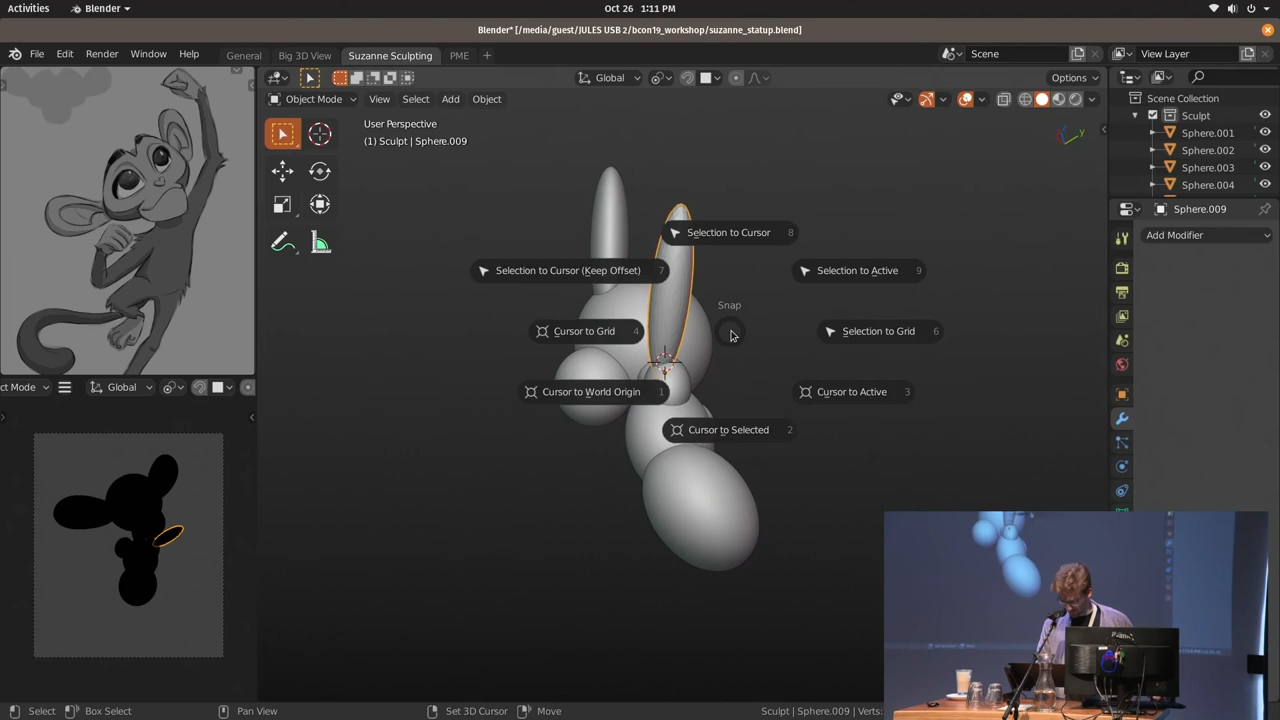 Activities
Blender
Oct 26 1:11 PM
Blender* [/media/guest/JULES USB 2/bcon19_workshop/suzanne_statup.blend]
File Edit Render Window Help
General Big 3D View Suzanne Sculpting PME +
Scene
View Layer
Global
Options
Object Mode View Select Add Object
User Perspective
(1) Sculpt | Sphere.009
Scene Collection
Sculpt
Sphere.001
Sphere.002
Sphere.003
Sphere.004
Sphere.009
Add Modifier
Selection to Cursor 8
Selection to Cursor (Keep Offset) 7
Selection to Active 9
Snap
Cursor to Grid 4
Selection to Grid 6
Cursor to World Origin 1
Cursor to Active 3
Cursor to Selected 2
ct Mode
Global
Select
Box Select
Pan View
Set 3D Cursor
Move
Sculpt | Sphere.009 | Verts: